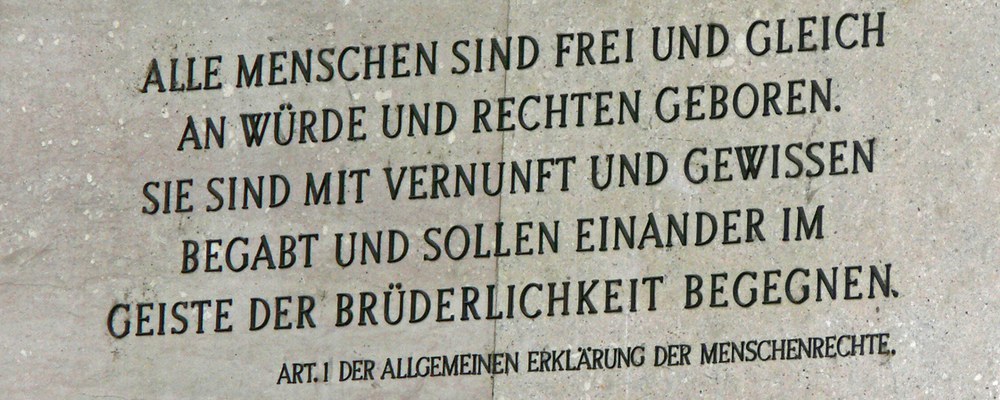 ALLE MENSCHEN SIND FREI UND GLEICH
AN WÜRDE UND RECHTEN GEBOREN.
SIE SIND MIT VERNUNFT UND GEWISSEN
BEGABT UND SOLLEN EINANDER IM
GEISTE DER BRÜDERLICHKEIT BEGEGNEN.
ART. 1 DER ALLGEMEINEN ERKLÄRUNG DER MENSCHENRECHTE.